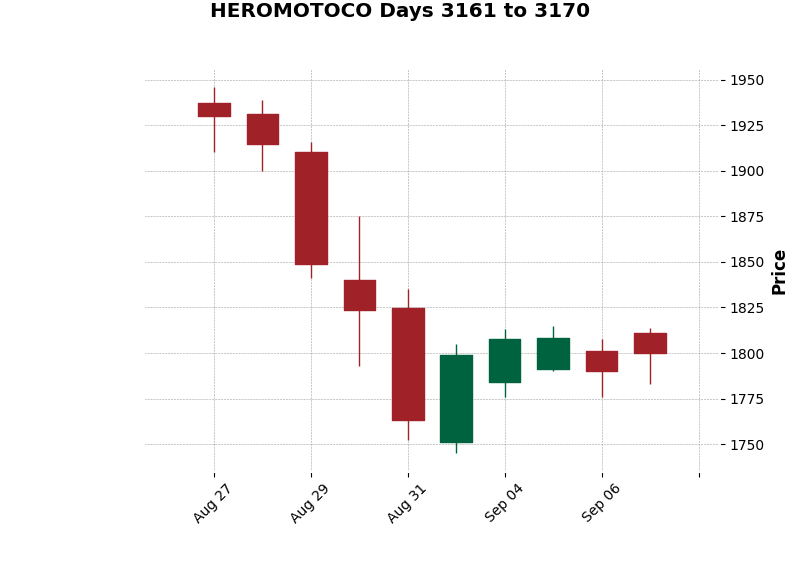 HEROMOTOCO Days 3161 to 3170
1950
1925
1900
1875
1850
1825
1800
1775
1750
Price
Aug 27
Aug 29
Aug 31
Sep 04
Sep 06